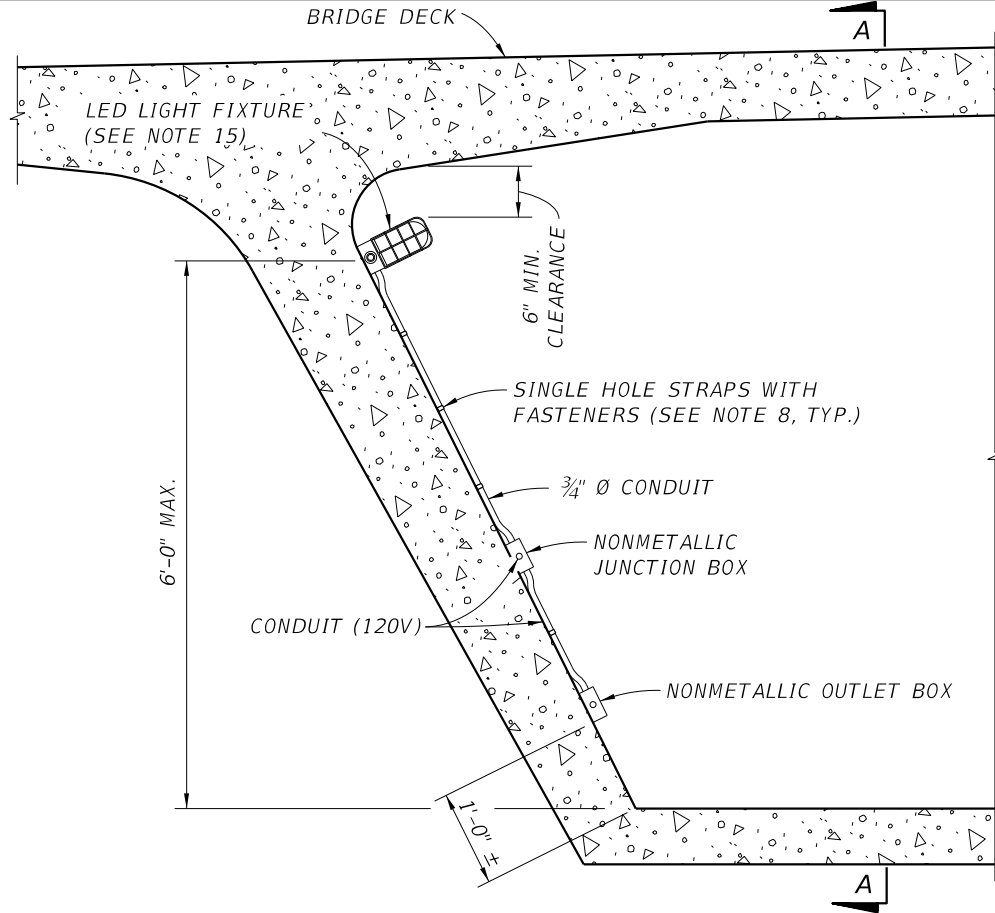 BRIDGE DECK
A
LED LIGHT FIXTURE
(SEE NOTE 15)
6" MIN.
CLEARANCE
SINGLE HOLE STRAPS WITH
FASTENERS (SEE NOTE 8, TYP.)
3/4" Ø CONDUIT
6'-0" MAX.
NONMETALLIC
JUNCTION BOX
CONDUIT (120V)
NONMETALLIC OUTLET BOX
1'-0" ±
A